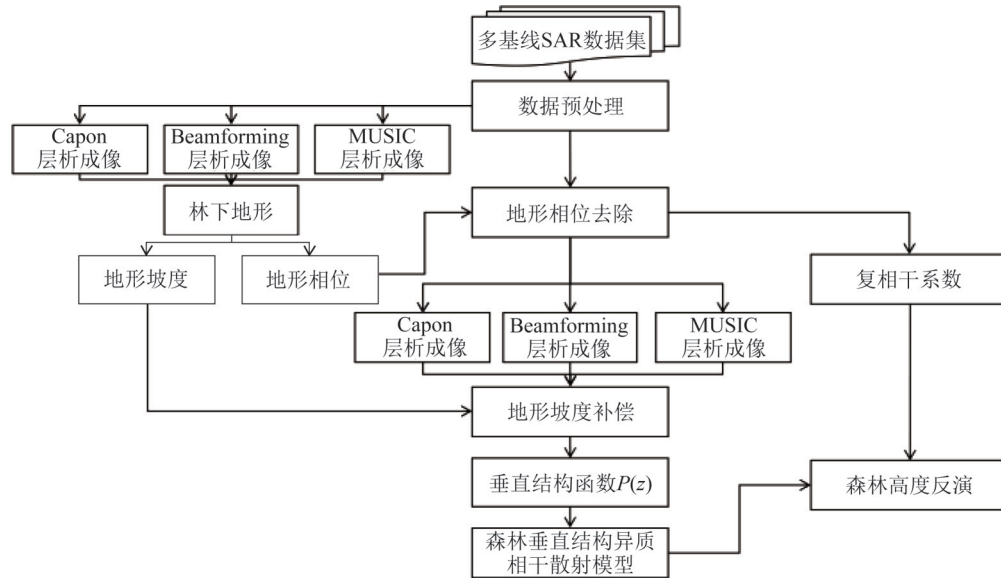 多基线SAR数据集
数据预处理
Capon
层析成像
Beamforming
层析成像
MUSIC
层析成像
林下地形
地形相位去除
地形坡度
地形相位
复相干系数
Capon
层析成像
Beamforming
层析成像
MUSIC
层析成像
地形坡度补偿
垂直结构函数P(z)
森林高度反演
森林垂直结构异质
相干散射模型